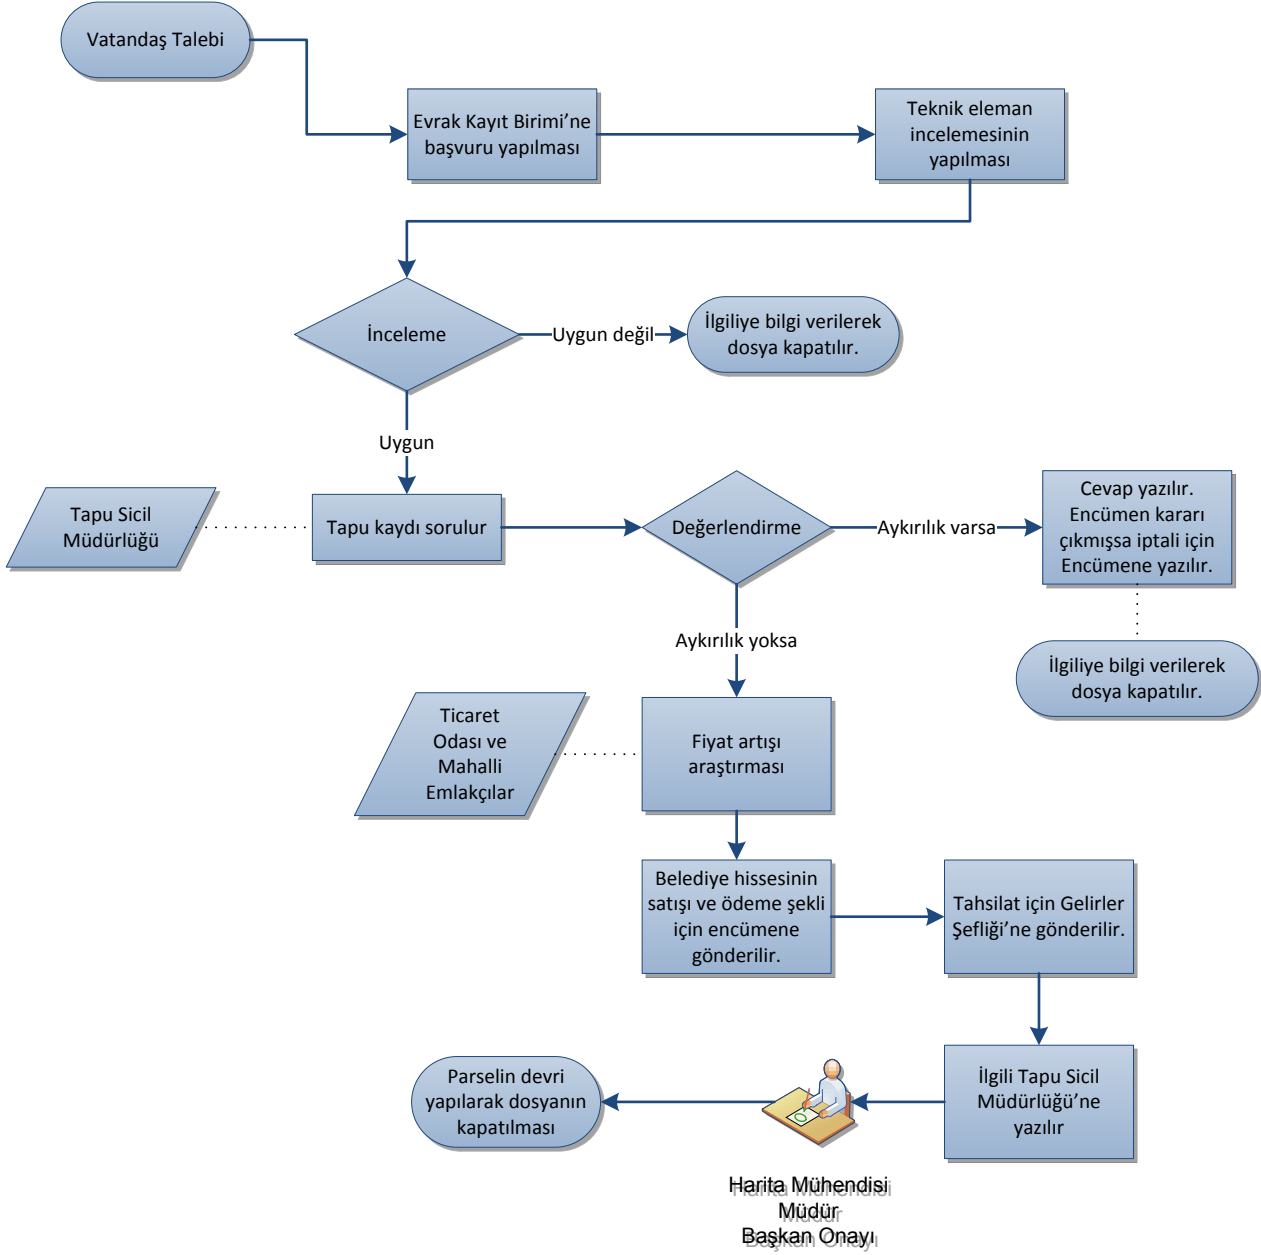 Vatandaş Talebi
Evrak Kayıt Birimi’ne
başvuru yapılması
Teknik eleman
incelemesinin
yapılması
İnceleme
Uygun değil
İlgiliye bilgi verilerek
dosya kapatılır.
Uygun
Tapu Sicil
Müdürlüğü
Tapu kaydı sorulur
Değerlendirme
Aykırılık varsa
Cevap yazılır.
Encümen kararı
çıkmışsa iptali için
Encümene yazılır.
Aykırılık yoksa
İlgiliye bilgi verilerek
dosya kapatılır.
Ticaret
Odası ve
Mahalli
Emlakçılar
Fiyat artışı
araştırması
Belediye hissesinin
satışı ve ödeme şekli
için encümene
gönderilir.
Tahsilat için Gelirler
Şefliği’ne gönderilir.
İlgili Tapu Sicil
Müdürlüğü’ne
yazılır
Parselin devri
yapılarak dosyanın
kapatılması
Harita Mühendisi
Müdür
Başkan Onayı